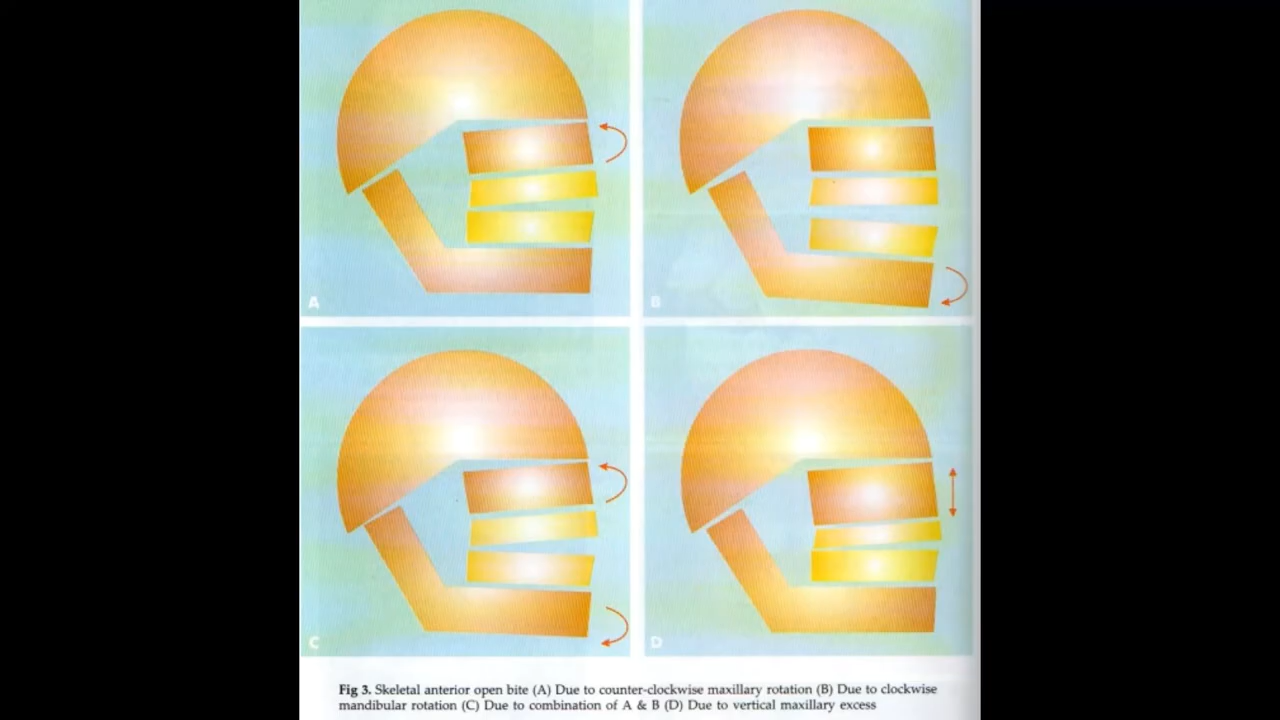 A
B
C
D
Fig 3. Skeletal anterior open bite (A) Due to counter-clockwise maxillary rotation (B) Due to clockwise
mandibular rotation (C) Due to combination of A & B (D) Due to vertical maxillary excess